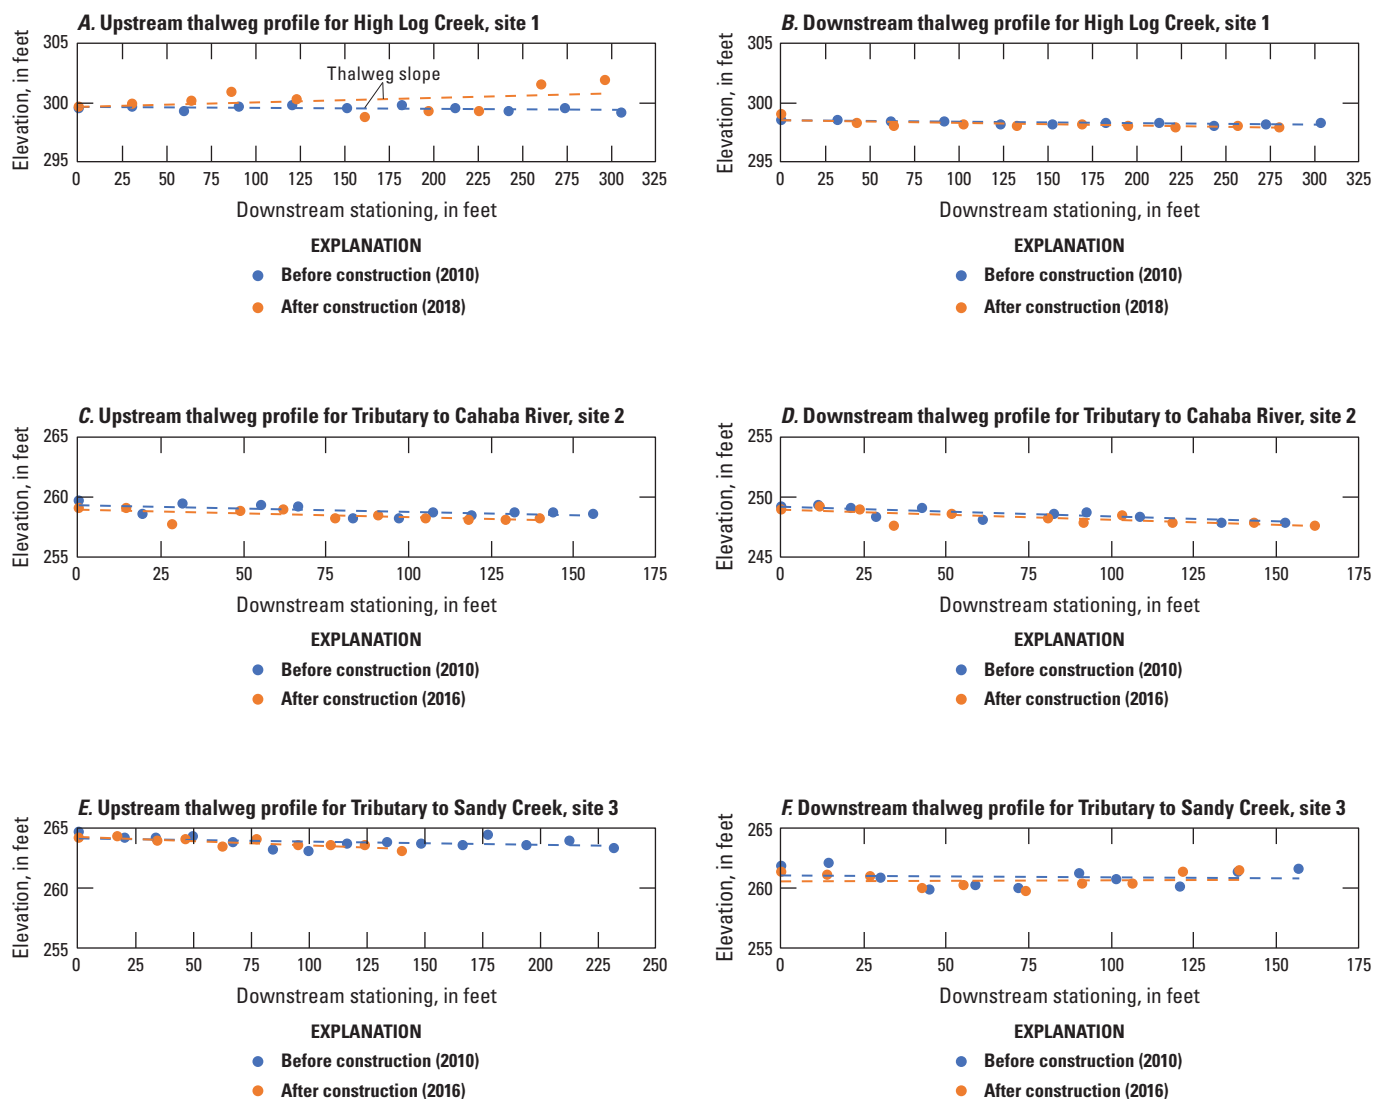 A. Upstream thalweg profile for High Log Creek, site 1
305
300
295
Elevation, in feet
Thalweg slope
0 25 50 75 100 125 150 175 200 225 250 275 300 325
Downstream stationing, in feet
EXPLANATION
Before construction (2010)
After construction (2018)
B. Downstream thalweg profile for High Log Creek, site 1
305
300
295
Elevation, in feet
0 25 50 75 100 125 150 175 200 225 250 275 300 325
Downstream stationing, in feet
EXPLANATION
Before construction (2010)
After construction (2018)
C. Upstream thalweg profile for Tributary to Cahaba River, site 2
265
260
255
Elevation, in feet
0 25 50 75 100 125 150 175
Downstream stationing, in feet
EXPLANATION
Before construction (2010)
After construction (2016)
D. Downstream thalweg profile for Tributary to Cahaba River, site 2
255
250
245
Elevation, in feet
0 25 50 75 100 125 150 175
Downstream stationing, in feet
EXPLANATION
Before construction (2010)
After construction (2016)
E. Upstream thalweg profile for Tributary to Sandy Creek, site 3
265
260
255
Elevation, in feet
0 25 50 75 100 125 150 175 200 225 250
Downstream stationing, in feet
EXPLANATION
Before construction (2010)
After construction (2016)
F. Downstream thalweg profile for Tributary to Sandy Creek, site 3
265
260
255
Elevation, in feet
0 25 50 75 100 125 150 175
Downstream stationing, in feet
EXPLANATION
Before construction (2010)
After construction (2016)